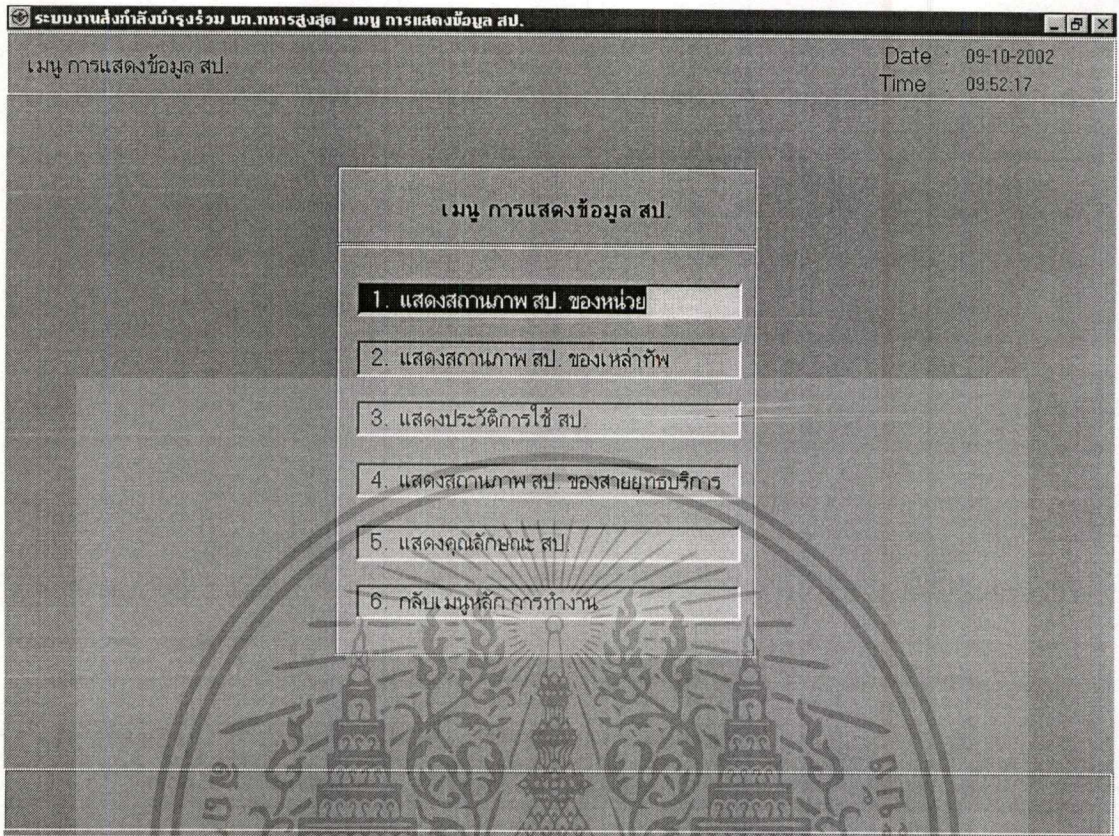 ระบบงานส่งกำลังบำรุงร่วม บก.ทหารสูงสุด - เมนู การแสดงข้อมูล สป.
เมนู การแสดงข้อมูล สป.
Date : 09-10-2002
Time : 09:52:17
เมนู การแสดงข้อมูล สป.
1. แสดงสถานภาพ สป. ของหน่วย
2. แสดงสถานภาพ สป. ของเหล่าทัพ
3. แสดงประวัติการใช้ สป.
4. แสดงสถานภาพ สป. ของสายยุทธบริการ
5. แสดงคุณลักษณะ สป.
6. กลับเมนูหลัก การทำงาน